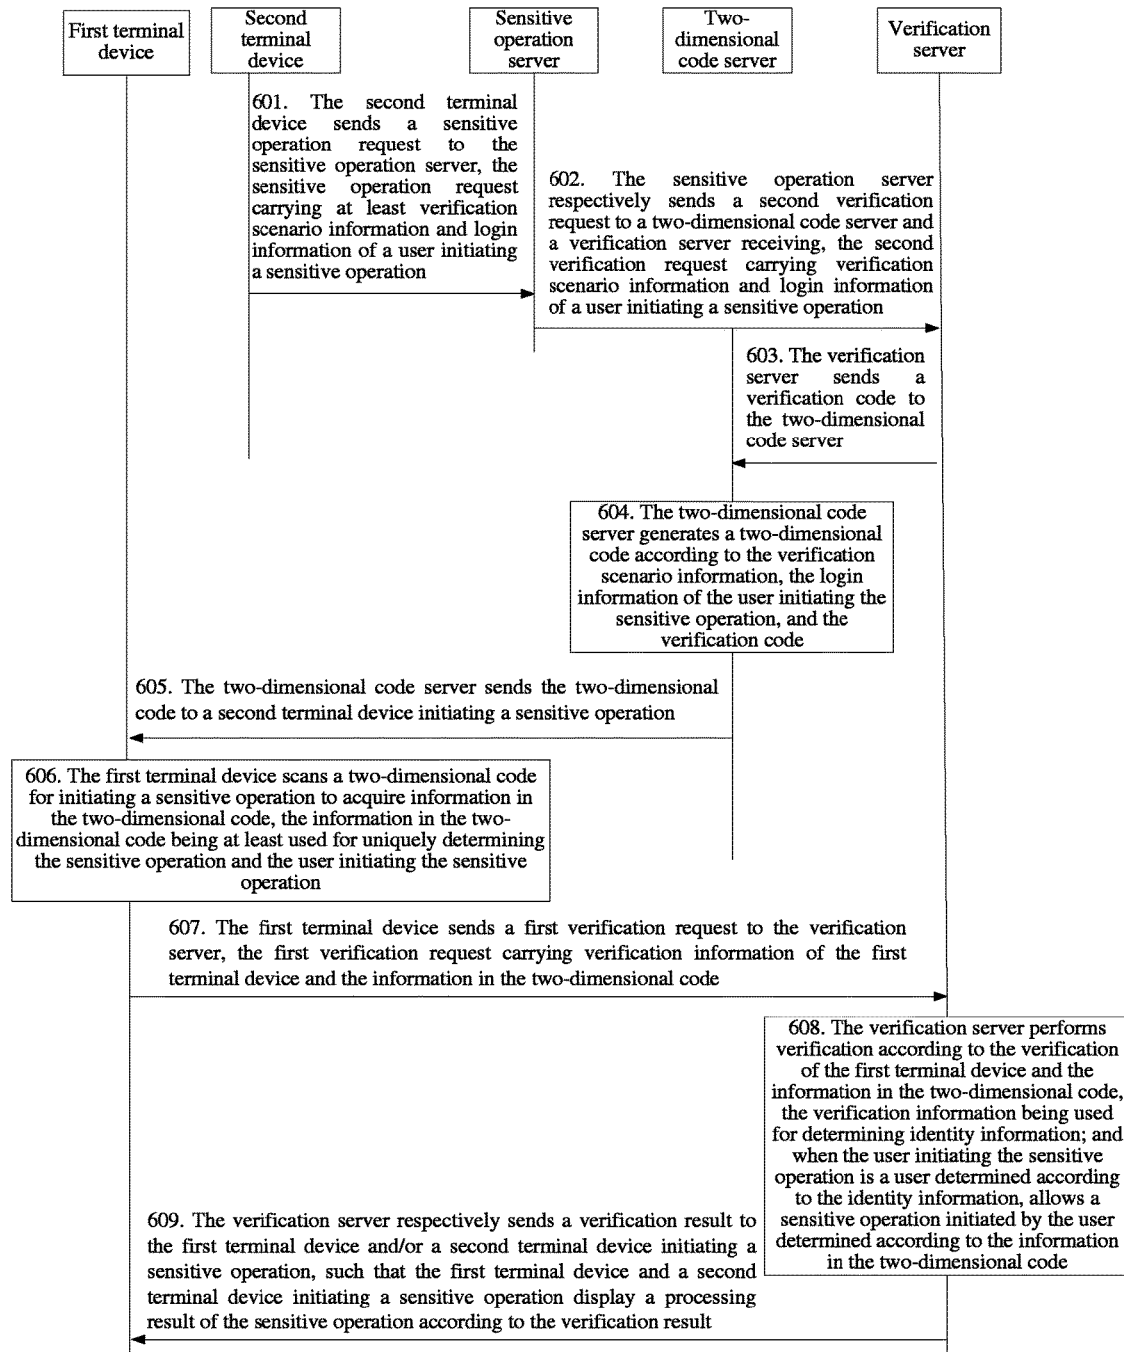 First terminal
device
Second
terminal
device
Sensitive
operation
server
Two-
dimensional
code server
Verification
server
601. The second terminal
device sends a
sensitive
operation request to the
sensitive operation server, the
sensitive operation request
carrying at least verification
scenario information and login
information of a user initiating
a sensitive operation
602. The sensitive operation server
respectively sends a second verification
request to a two-dimensional code server and
a verification server receiving, the second
verification request carrying verification
scenario information and login information
of a user initiating a sensitive operation
603. The verification
server sends a
verification code to
the two-dimensional
code server
604. The two-dimensional code
server generates a two-dimensional
code according to the verification
scenario information, the login
information of the user initiating the
sensitive operation, and the
verification code
605. The two-dimensional code server sends the two-dimensional
code to a second terminal device initiating a sensitive operation
606. The first terminal device scans a two-dimensional code
for initiating a sensitive operation to acquire information in
the two-dimensional code, the information in the two-
dimensional code being at least used for uniquely determining
the sensitive operation and the user initiating the sensitive
operation
607. The first terminal device sends a first verification request to the verification
server, the first verification request carrying verification information of the first
terminal device and the information in the two-dimensional code
608. The verification server performs
verification according to the verification
of the first terminal device and the
information in the two-dimensional code,
the verification information being used
for determining identity information; and
when the user initiating the sensitive
operation is a user determined according
to the identity information, allows a
sensitive operation initiated by the user
determined according to the information
in the two-dimensional code
609. The verification server respectively sends a verification result to
the first terminal device and/or a second terminal device initiating a
sensitive operation, such that the first terminal device and a second
terminal device initiating a sensitive operation display a processing
result of the sensitive operation according to the verification result